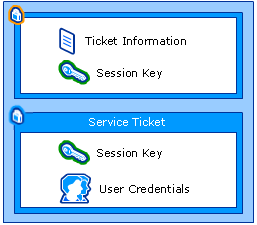 Ticket Information
Session Key
Service Ticket
Session Key
User Credentials